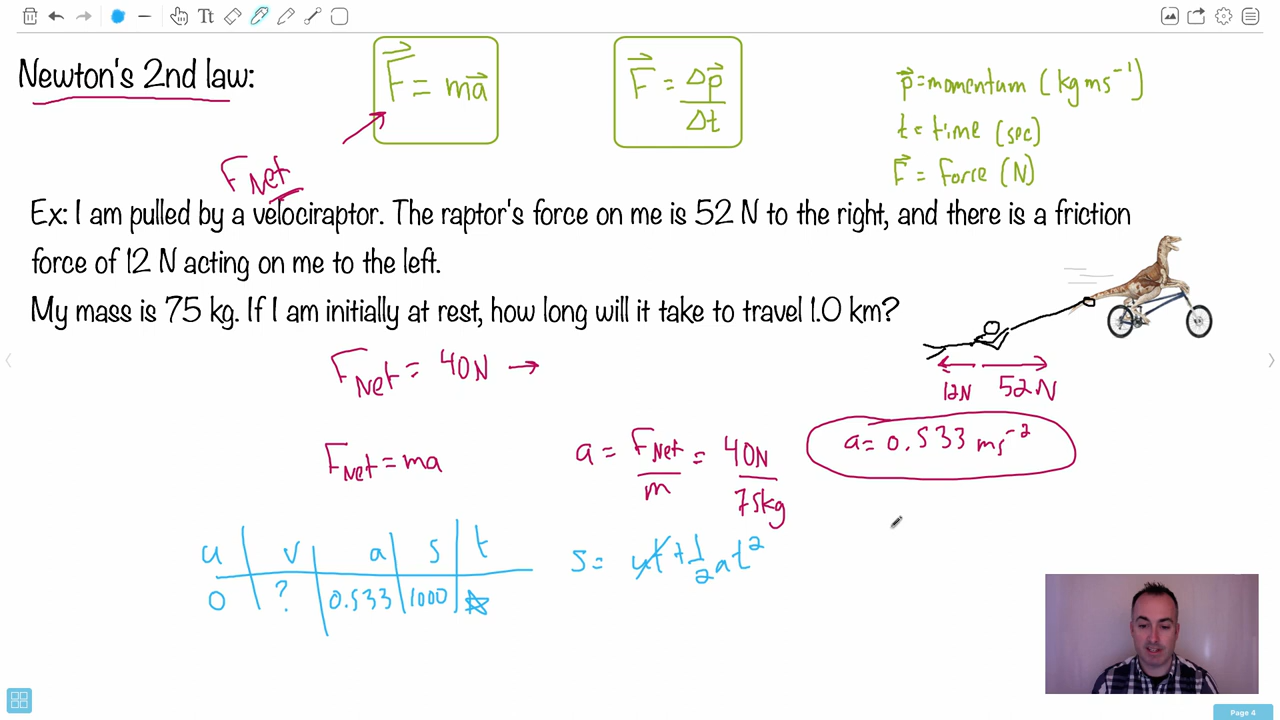 Tt
Newton's 2nd law:
F = ma
F = Δp
Δt
p = momentum (kgms⁻¹)
t = time (sec)
F = Force (N)
F Net
Ex: I am pulled by a velociraptor. The raptor's force on me is 52 N to the right, and there is a friction
force of 12 N acting on me to the left.
My mass is 75 kg. If I am initially at rest, how long will it take to travel 1.0 km?
F Net = 40N →
12N 52N
F Net = ma
a = F Net = 40N
m 75kg
a = 0.533 ms⁻²
u v a s t
0 ? 0.533 1000 ☆
s = ut + 1/2 at²
Page 4